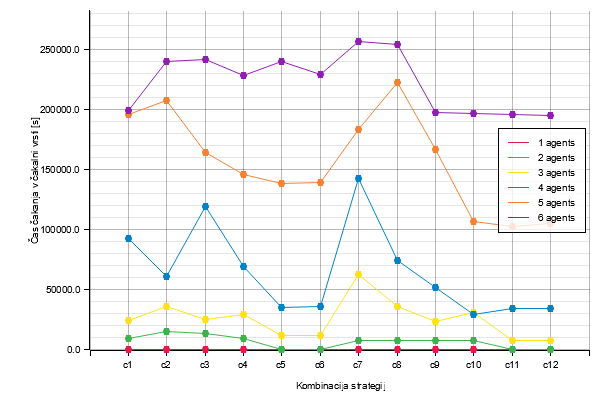 250000.0
200000.0
150000.0
100000.0
50000.0
0.0
Čas čakanja v čakalni vrsti [s]
1 agents
2 agents
3 agents
4 agents
5 agents
6 agents
c1 c2 c3 c4 c5 c6 c7 c8 c9 c10 c11 c12
Kombinacija strategij